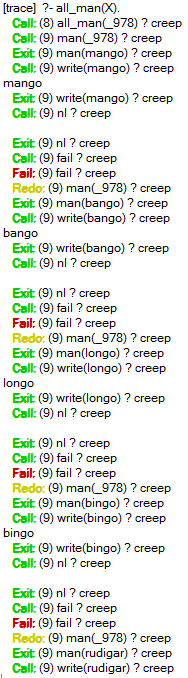 [trace]  ?- all_man(X).
Call: (8) all_man(_978) ? creep
Call: (9) man(_978) ? creep
Exit: (9) man(mango) ? creep
Call: (9) write(mango) ? creep
mango
Exit: (9) write(mango) ? creep
Call: (9) nl ? creep

Exit: (9) nl ? creep
Call: (9) fail ? creep
Fail: (9) fail ? creep
Redo: (9) man(_978) ? creep
Exit: (9) man(bango) ? creep
Call: (9) write(bango) ? creep
bango
Exit: (9) write(bango) ? creep
Call: (9) nl ? creep

Exit: (9) nl ? creep
Call: (9) fail ? creep
Fail: (9) fail ? creep
Redo: (9) man(_978) ? creep
Exit: (9) man(longo) ? creep
Call: (9) write(longo) ? creep
longo
Exit: (9) write(longo) ? creep
Call: (9) nl ? creep

Exit: (9) nl ? creep
Call: (9) fail ? creep
Fail: (9) fail ? creep
Redo: (9) man(_978) ? creep
Exit: (9) man(bingo) ? creep
Call: (9) write(bingo) ? creep
bingo
Exit: (9) write(bingo) ? creep
Call: (9) nl ? creep

Exit: (9) nl ? creep
Call: (9) fail ? creep
Fail: (9) fail ? creep
Redo: (9) man(_978) ? creep
Exit: (9) man(rudigar) ? creep
Call: (9) write(rudigar) ? creep